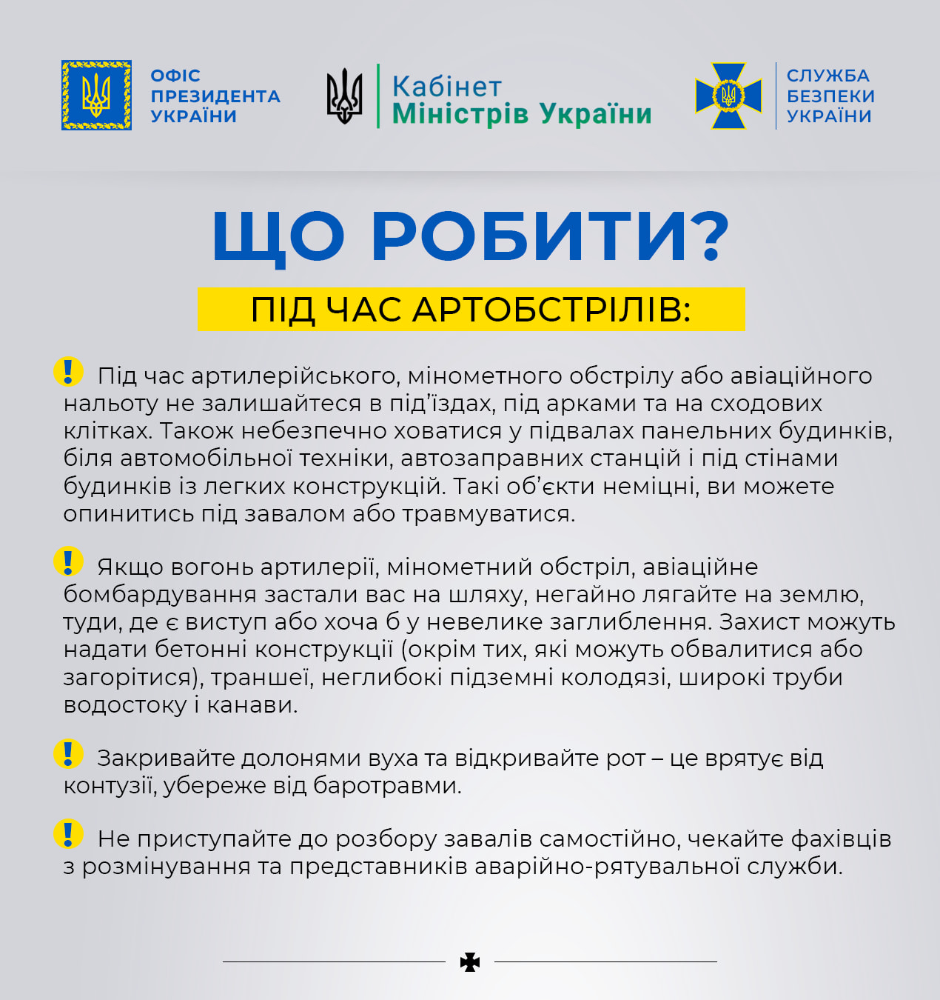 ОФІС
ПРЕЗИДЕНТА
УКРАЇНИ
Кабінет
Міністрів України
СЛУЖБА
БЕЗПЕКИ
УКРАЇНИ
ЩО РОБИТИ?
ПІД ЧАС АРТОБСТРІЛІВ:
! Під час артилерійського, мінометного обстрілу або авіаційного
нальоту не залишайтеся в під’їздах, під арками та на сходових
клітках. Також небезпечно ховатися у підвалах панельних будинків,
біля автомобільної техніки, автозаправних станцій і під стінами
будинків із легких конструкцій. Такі об’єкти неміцні, ви можете
опинитись під завалом або травмуватися.
! Якщо вогонь артилерії, мінометний обстріл, авіаційне
бомбардування застали вас на шляху, негайно лягайте на землю,
туди, де є виступ або хоча б у невелике заглиблення. Захист можуть
надати бетонні конструкції (окрім тих, які можуть обвалитися або
загорітися), траншеї, неглибокі підземні колодязі, широкі труби
водостоку і канави.
! Закривайте долонями вуха та відкривайте рот – це врятує від
контузії, убереже від баротравми.
! Не приступайте до розбору завалів самостійно, чекайте фахівців
з розмінування та представників аварійно-рятувальної служби.